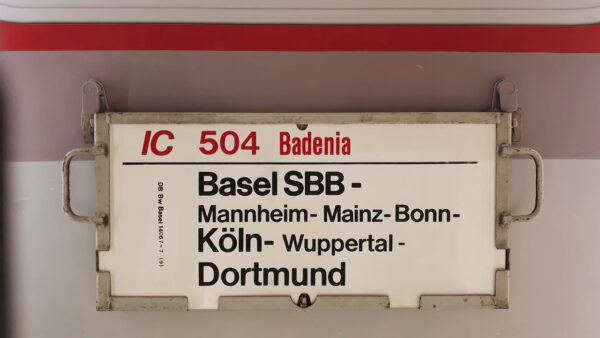 IC 504 Badenia
Basel SBB -
Mannheim- Mainz- Bonn-
Köln- Wuppertal -
Dortmund